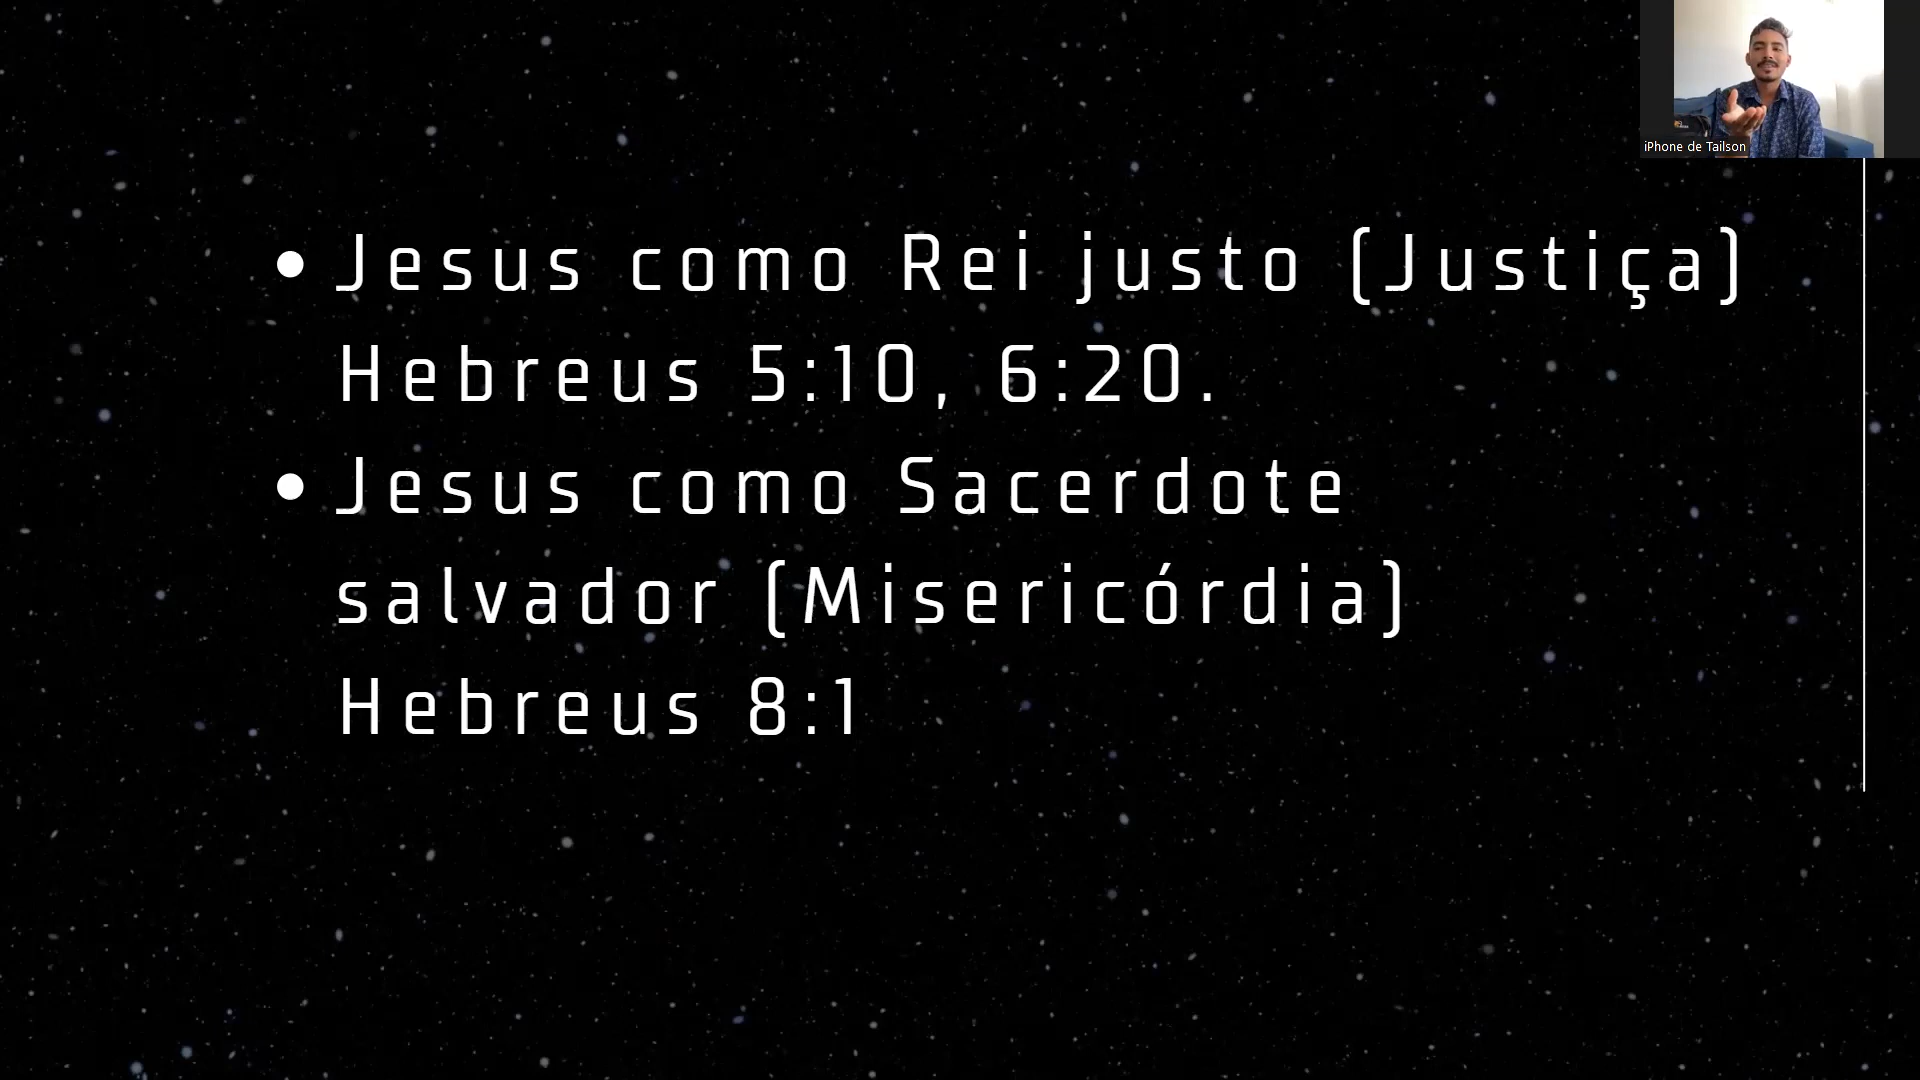 iPhone de Tailson
• Jesus como Rei justo (Justiça)
Hebreus 5:10, 6:20.
• Jesus como Sacerdote
salvador (Misericórdia)
Hebreus 8:1